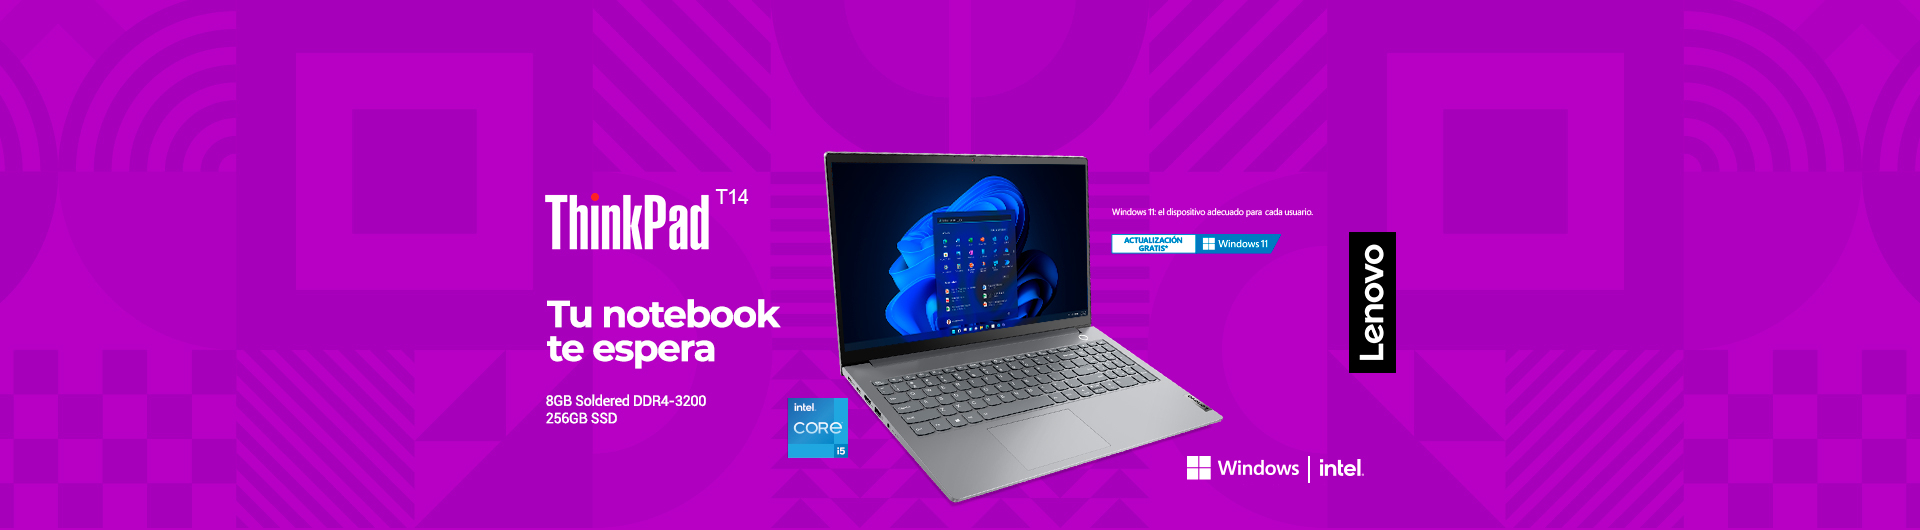 ThinkPad T14
Tu notebook
te espera
8GB Soldered DDR4-3200
256GB SSD
intel.
CORE
i5
Windows 11: el dispositivo adecuado para cada usuario.
ACTUALIZACIÓN
GRATIS*
Windows 11
Lenovo
Windows | intel.